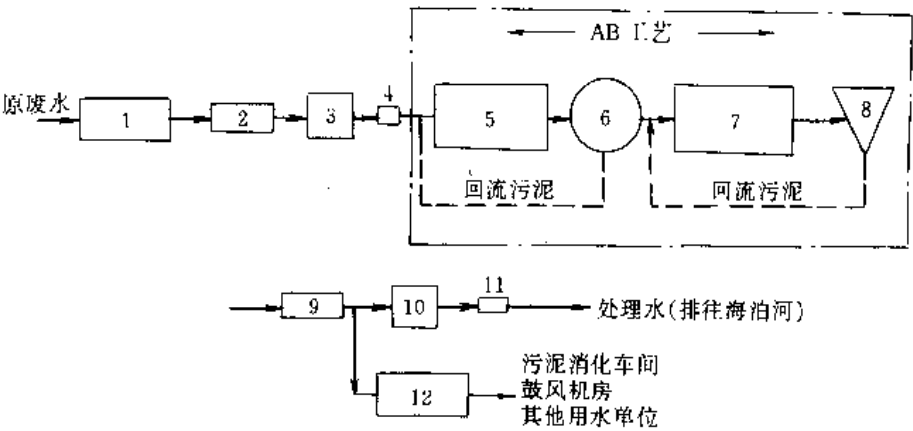 AB 工艺
原废水
1
2
3
4
5
6
7
8
回流污泥
回流污泥
9
10
11
处理水(排往海泊河)
12
污泥消化车间
鼓风机房
其他用水单位